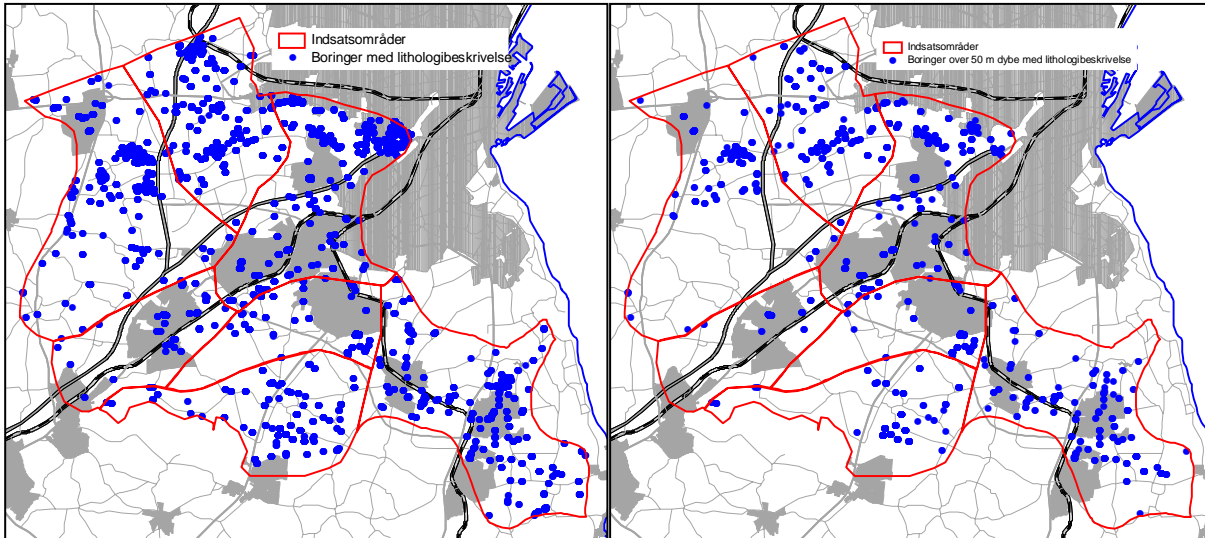 Indsatsområder
Boringer med lithologibeskrivelse
Indsatsområder
Boringer over 50 m dybe med lithologibeskrivelse